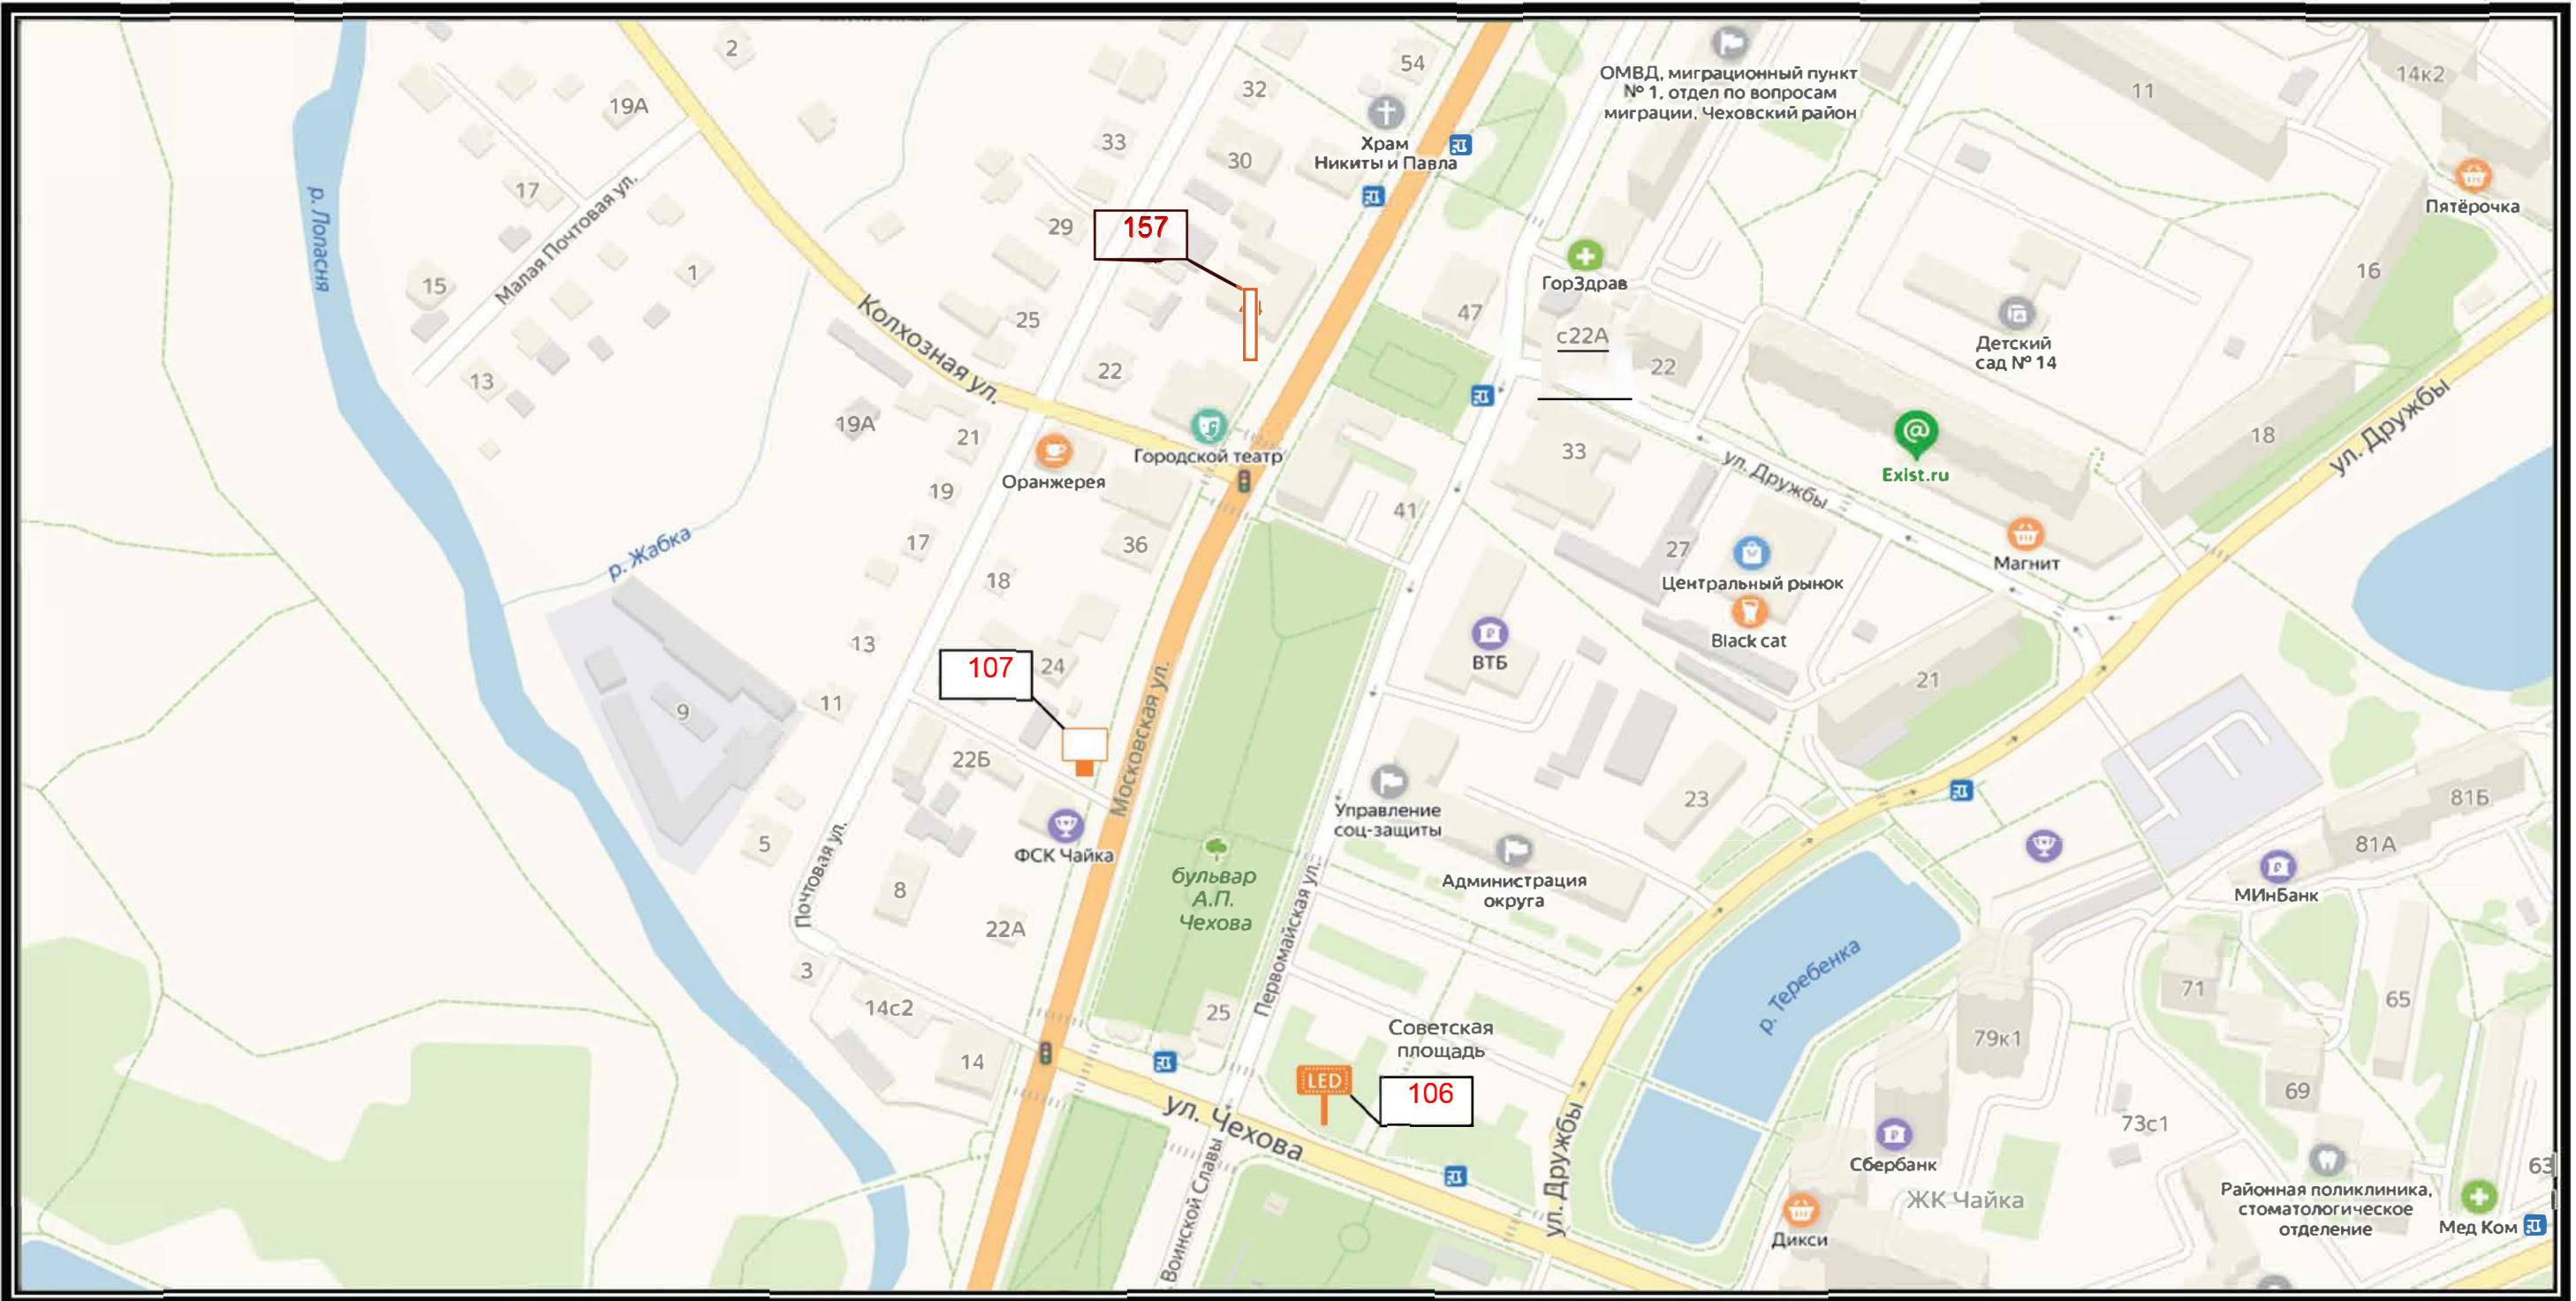 2
19А
32
54
ОМВД, миграционный пункт
№ 1, отдел по вопросам
миграции, Чеховский район
11
14к2
33
30
Храм
Никиты и Павла
17
Малая Почтовая ул.
р. Лопасня
Пятёрочка
29
157
1
15
16
ГорЗдрав
47
25
Колхозная ул.
с22А
22
22
Детский
сад № 14
13
19А
21
Городской театр
Оранжерея
33
ул. Дружбы
Exist.ru
18
ул. Дружбы
19
41
36
17
р. Жабка
27
Центральный рынок
Магнит
18
13
Black cat
ВТБ
107
24
Московская ул.
21
11
9
22Б
23
Управление
соц-защиты
81Б
81А
5
Почтовая ул.
ФСК Чайка
бульвар
А.П.
Чехова
Первомайская ул.
Администрация
округа
МИнБанк
8
22А
р. Теребенка
3
14с2
25
Советская
площадь
71
65
79к1
14
LED
106
69
ул. Чехова
73с1
ул. Дружбы
Воинской Славы
Сбербанк
63
ЖК Чайка
Районная поликлиника,
стоматологическое
отделение
Мед Ком
Дикси